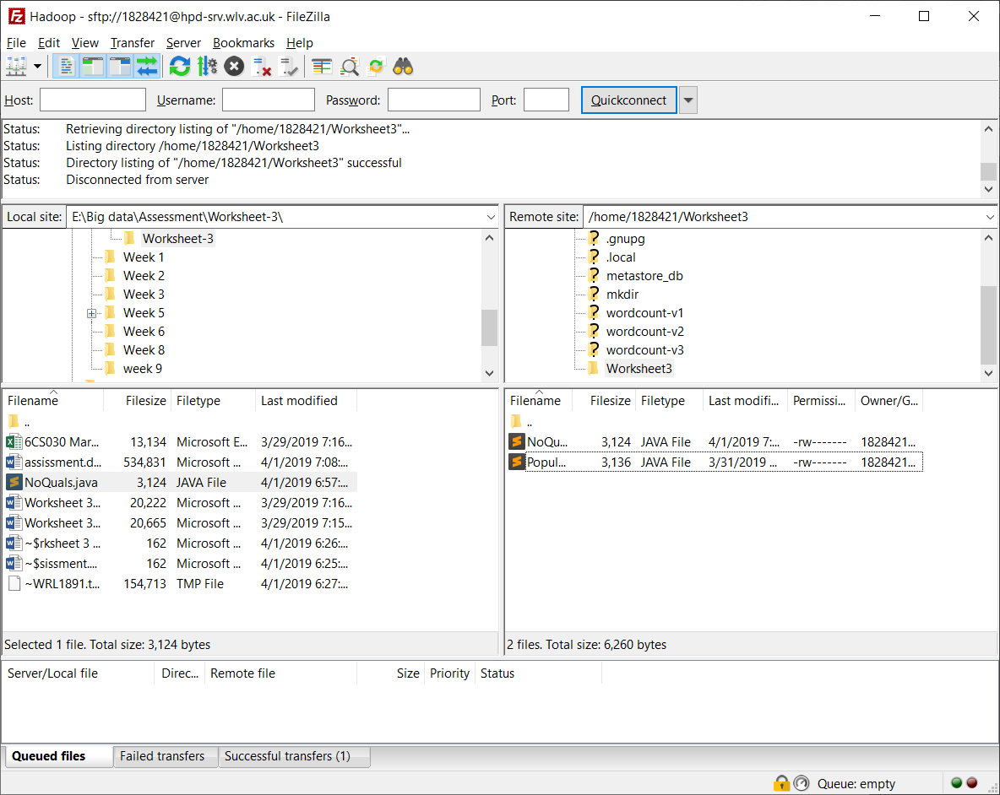 Hadoop - sftp://1828421@hpd-srv.wlv.ac.uk - FileZilla
File Edit View Transfer Server Bookmarks Help
Host: Username: Password: Port: Quickconnect
Status: Retrieving directory listing of "/home/1828421/Worksheet3"...
Status: Listing directory /home/1828421/Worksheet3
Status: Directory listing of "/home/1828421/Worksheet3" successful
Status: Disconnected from server
Local site: E:\Big data\Assessment\Worksheet-3\
Worksheet-3
Week 1
Week 2
Week 3
Week 5
Week 6
Week 8
week 9
Remote site: /home/1828421/Worksheet3
? .gnupg
? .local
? metastore_db
? mkdir
? wordcount-v1
? wordcount-v2
? wordcount-v3
Worksheet3
Filename Filesize Filetype Last modified
..
6CS030 Mar... 13,134 Microsoft E... 3/29/2019 7:16...
assissment.d... 534,831 Microsoft ... 4/1/2019 7:08:...
NoQuals.java 3,124 JAVA File 4/1/2019 6:57:...
Worksheet 3... 20,222 Microsoft ... 3/29/2019 7:16...
Worksheet 3... 20,665 Microsoft ... 3/29/2019 7:15...
~$rksheet 3 ... 162 Microsoft ... 4/1/2019 6:26:...
~$sissment.... 162 Microsoft ... 4/1/2019 6:25:...
~WRL1891.t... 154,713 TMP File 4/1/2019 6:27:...
Selected 1 file. Total size: 3,124 bytes
Filename Filesize Filetype Last modifi... Permissi... Owner/G...
..
NoQu... 3,124 JAVA File 4/1/2019 7:... -rw------- 1828421...
Popul... 3,136 JAVA File 3/31/2019 ... -rw------- 1828421...
2 files. Total size: 6,260 bytes
Server/Local file Direc... Remote file Size Priority Status
Queued files Failed transfers Successful transfers (1)
Queue: empty